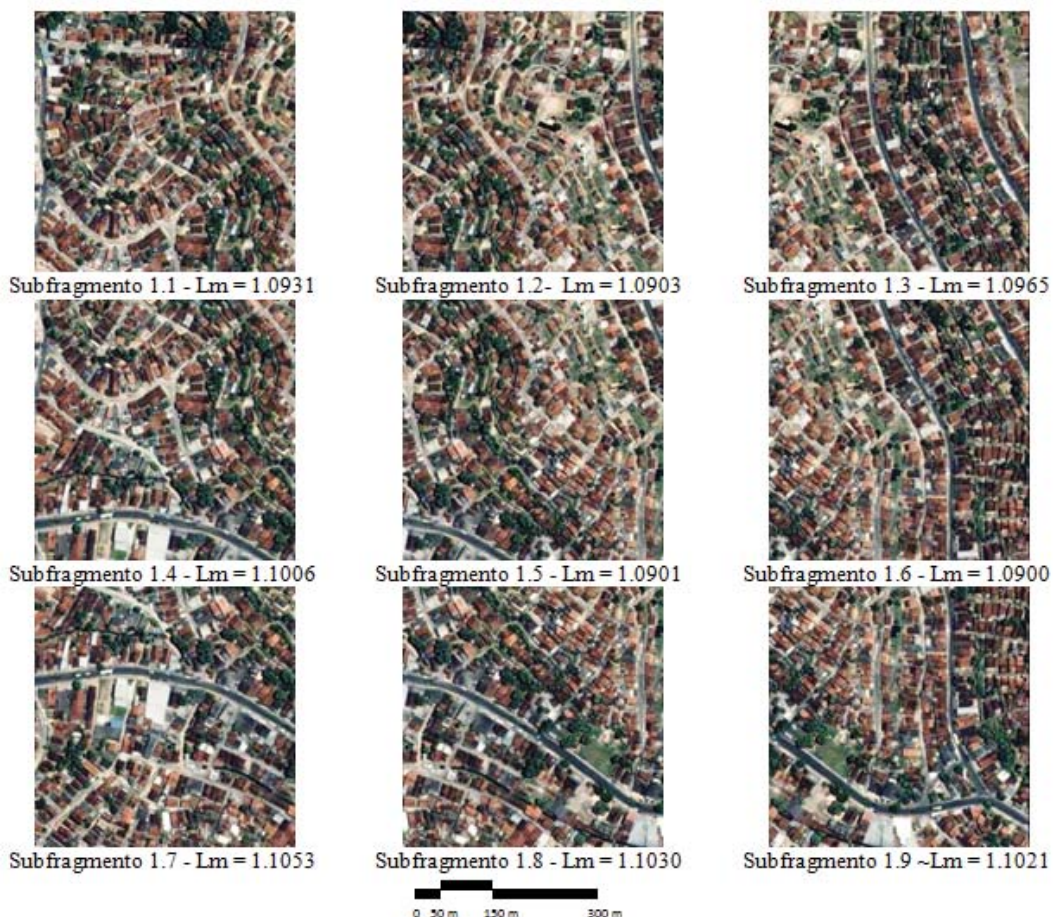 Subfragmento 1.1 - Lm = 1.0931
Subfragmento 1.2- Lm = 1.0903
Subfragmento 1.3 - Lm = 1.0965
Subfragmento 1.4 - Lm = 1.1006
Subfragmento 1.5 - Lm = 1.0901
Subfragmento 1.6 - Lm = 1.0900
Subfragmento 1.7 - Lm = 1.1053
Subfragmento 1.8 - Lm = 1.1030
Subfragmento 1.9 ~Lm = 1.1021
0 50 m 150 m 300 m